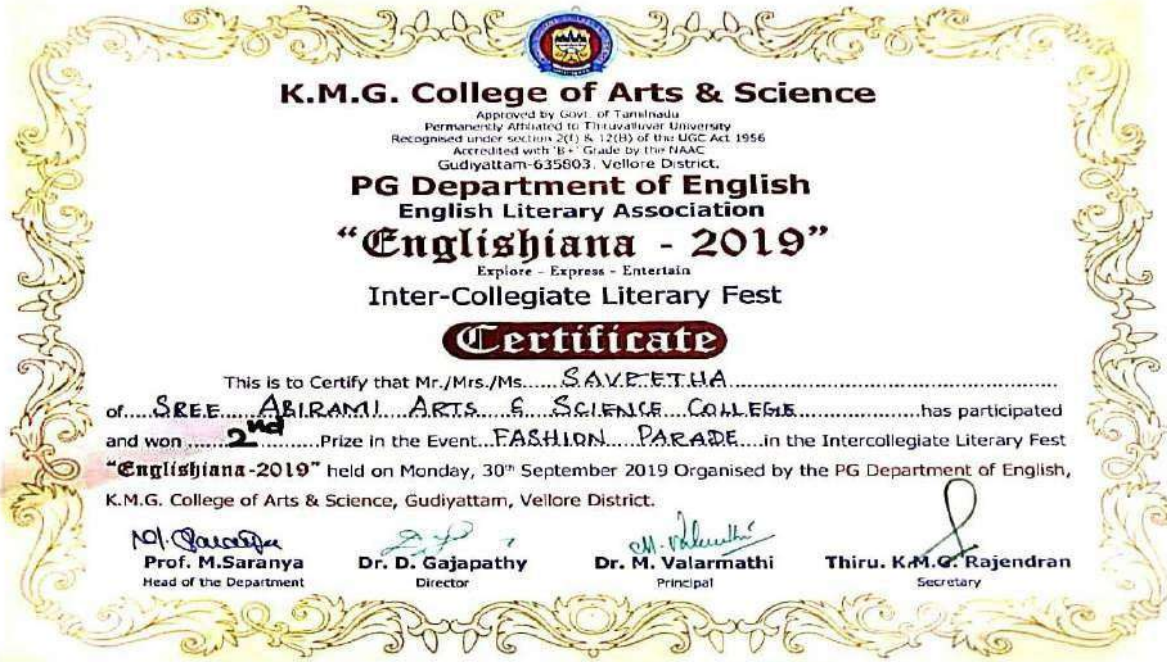 K.M.G. College of Arts & Science
Approved by Govt. of Tamilnadu
Permanently Affiliated to Thiruvalluver University
Recognised under section 2(f) & 12(B) of the UGC Act 1956
Accredited with 'B+' Grade by the NAAC
Gudiyattam-635803. Vellore District.
PG Department of English
English Literary Association
“Englishiana - 2019”
Explore - Express - Entertain
Inter-Collegiate Literary Fest
Certificate
This is to Certify that Mr./Mrs./Ms...... SAVEETHA
of.... SREE ABIRAMI ARTS & SCIENCE COLLEGE has participated
and won ...... 2nd ......Prize in the Event...FASHION PARADE...in the Intercollegiate Literary Fest
“Englishiana-2019” held on Monday, 30th September 2019 Organised by the PG Department of English,
K.M.G. College of Arts & Science, Gudiyattam, Vellore District.
M. Valarmathi
Prof. M.Saranya Dr. D. Gajapathy Dr. M. Valarmathi Thiru. K.M.G. Rajendran
Head of the Department Director Principal Secretary